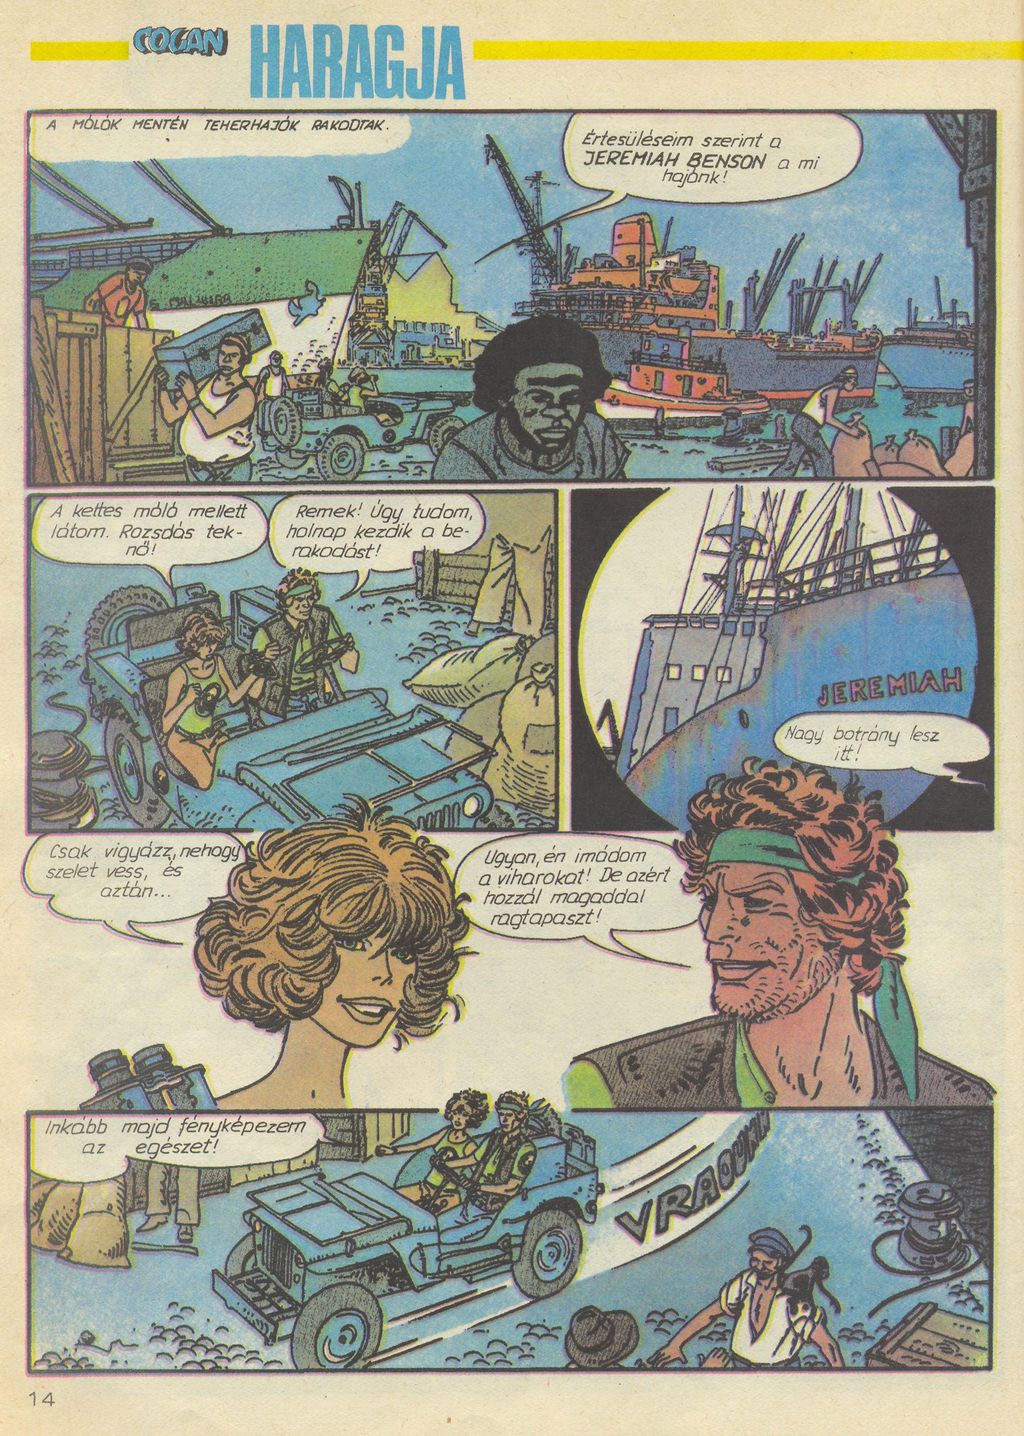 COGAN
HARAGJA
A MÓLÓK MENTÉN TEHERHAJÓK RAKODTAK.
Értesüléseim szerint a
JEREMIAH BENSON a mi
hajónk!
A kettes móló mellett
látom. Rozsdás tek-
nő!
Remek! Úgy tudom,
holnap kezdik a be-
rakodást!
JEREMIAH
Nagy botrány lesz
itt!
Csak vigyázz, nehogy
szelet vess, és
aztán...
Ugyan, én imádom
a viharokat! De azért
hozzál magaddal
ragtapaszt!
Inkább majd fényképezem
az egészet!
14